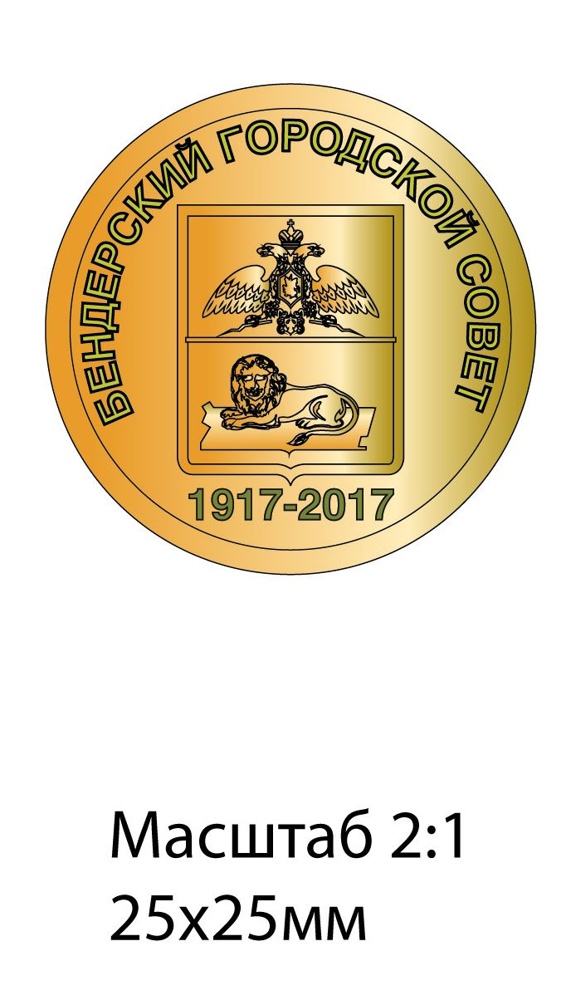 БЕНДЕРСКИЙ ГОРОДСКОЙ СОВЕТ
1917-2017
Масштаб 2:1
25х25мм